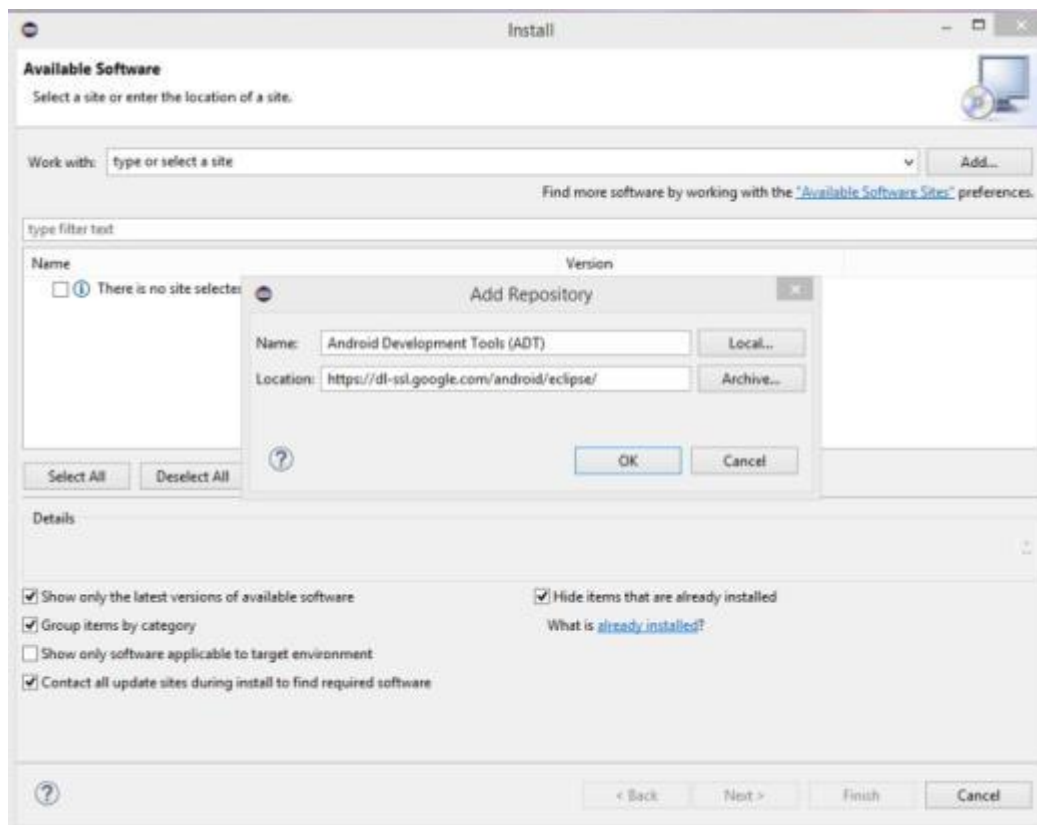 Install
Available Software
Select a site or enter the location of a site.
Work with: type or select a site Add...
Find more software by working with the "Available Software Sites" preferences.
type filter text
Name Version
There is no site selected
Add Repository
Name: Android Development Tools (ADT) Local...
Location: https://dl-ssl.google.com/android/eclipse/ Archive...
OK Cancel
Select All Deselect All
Details
Show only the latest versions of available software Hide items that are already installed
Group items by category What is already installed?
Show only software applicable to target environment
Contact all update sites during install to find required software
< Back Next > Finish Cancel